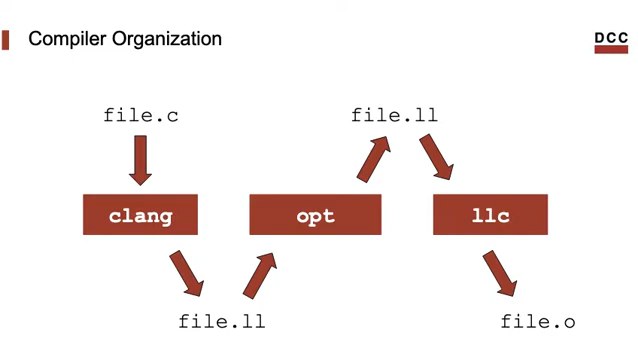 Compiler Organization
DCC
file.c
file.ll
clang
opt
llc
file.ll
file.o